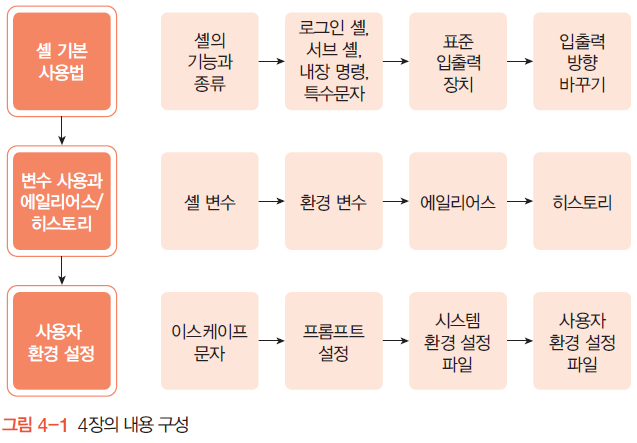 셸 기본
사용법
셸의
기능과
종류
로그인 셸,
서브 셸,
내장 명령,
특수문자
표준
입출력
장치
입출력
방향
바꾸기
변수 사용과
에일리어스/
히스토리
셸 변수
환경 변수
에일리어스
히스토리
사용자
환경 설정
이스케이프
문자
프롬프트
설정
시스템
환경 설정
파일
사용자
환경 설정
파일
그림 4-1 4장의 내용 구성